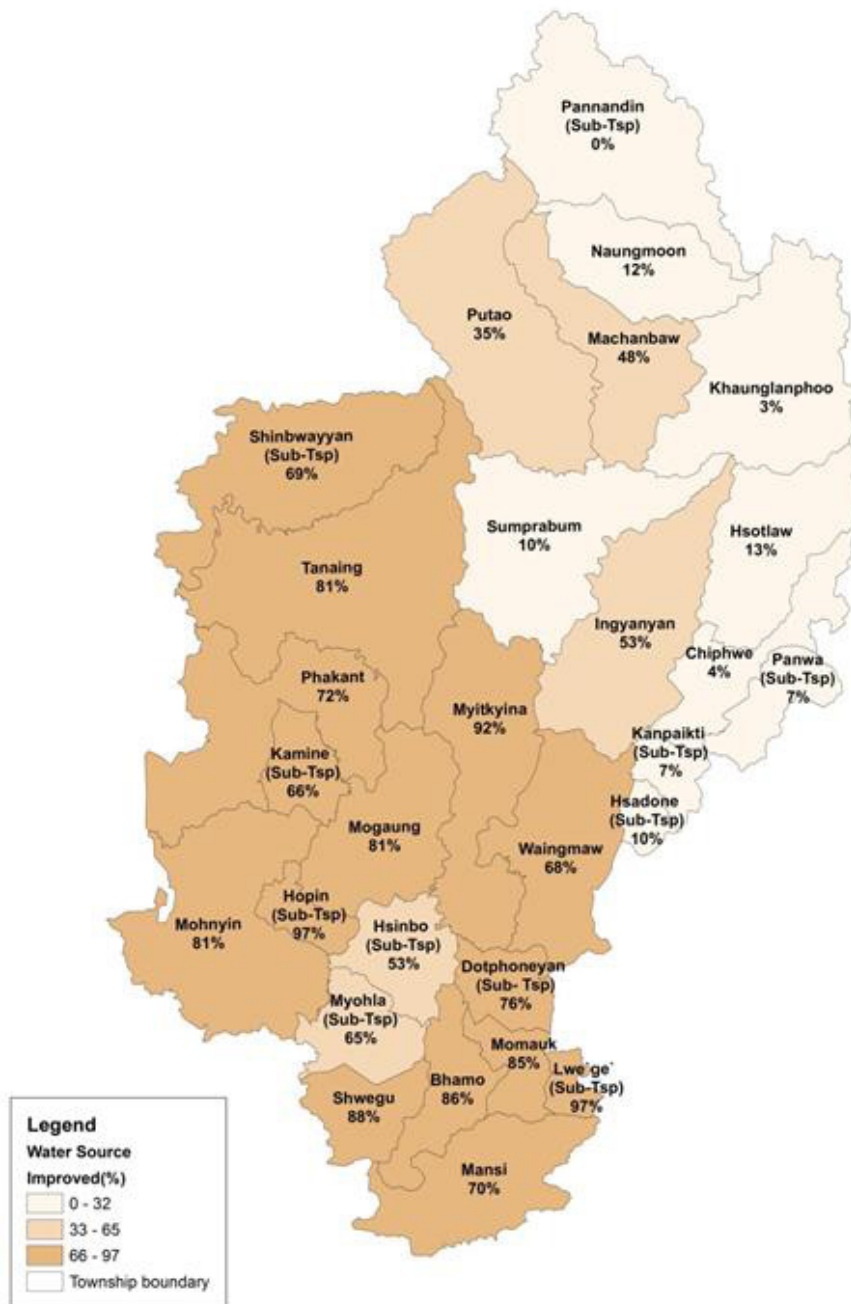 Pannandin
(Sub-Tsp)
0%
Naungmoon
12%
Putao
35%
Machanbaw
48%
Khaunglanphoo
3%
Shinbwayyan
(Sub-Tsp)
69%
Sumprabum
10%
Hsotlaw
13%
Tanaing
81%
Ingyanyan
53%
Chiphwe
4%
Panwa
(Sub-Tsp)
7%
Phakant
72%
Myitkyina
92%
Kanpaikti
(Sub-Tsp)
7%
Kamine
(Sub-Tsp)
66%
Hsadone
(Sub-Tsp)
10%
Mogaung
81%
Waingmaw
68%
Hopin
(Sub-Tsp)
97%
Mohnyin
81%
Hsinbo
(Sub-Tsp)
53%
Dotphoneyan
(Sub- Tsp)
76%
Myohla
(Sub-Tsp)
65%
Momauk
85%
Lwe`ge`
(Sub-Tsp)
97%
Bhamo
86%
Shwegu
88%
Mansi
70%
Legend
Water Source
Improved(%)
0 - 32
33 - 65
66 - 97
Township boundary